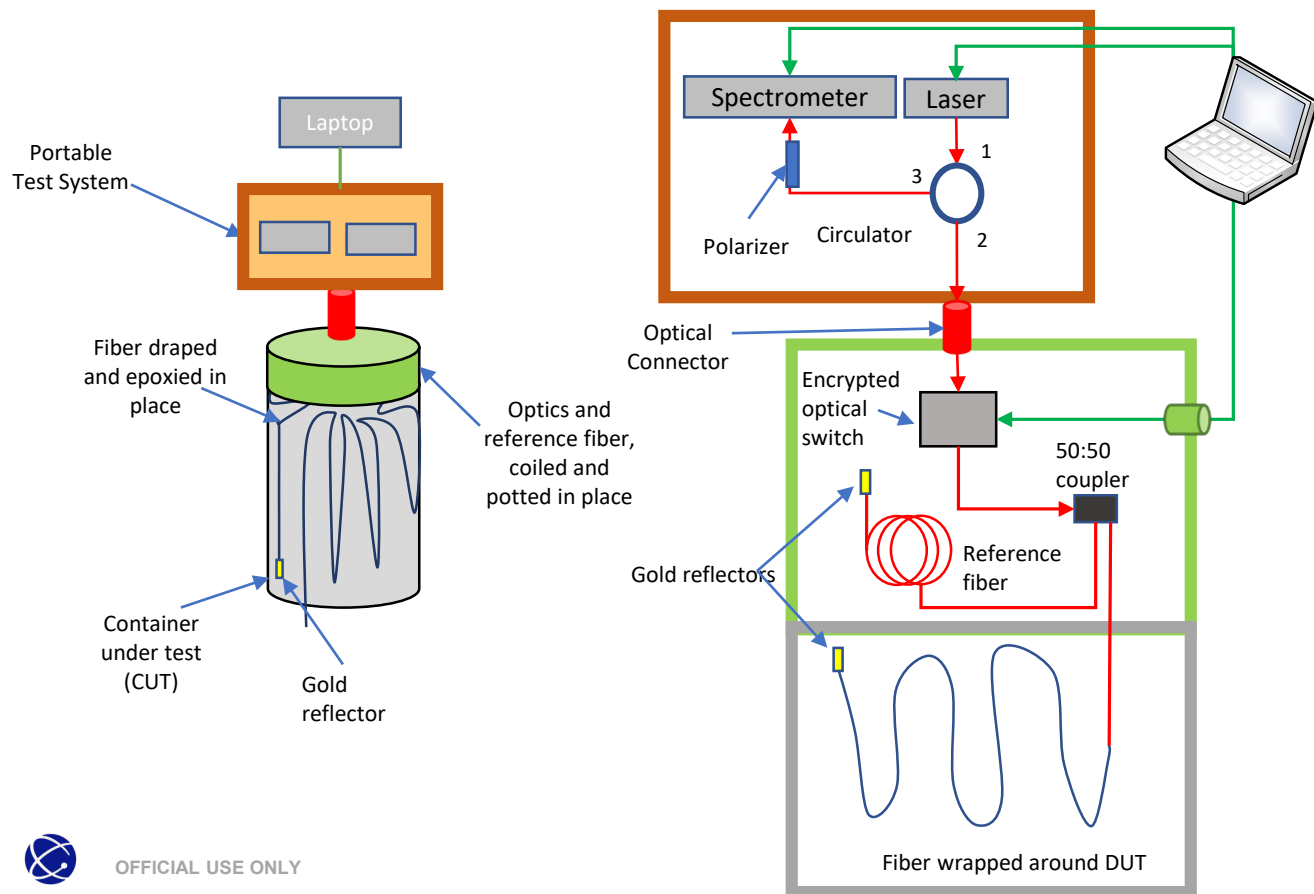 Laptop
Portable
Test System
Fiber draped
and epoxied in
place
Optics and
reference fiber,
coiled and
potted in place
Container
under test
(CUT)
Gold
reflector
Spectrometer
Laser
1
3
2
Polarizer
Circulator
Optical
Connector
Encrypted
optical
switch
50:50
coupler
Gold reflectors
Reference
fiber
Fiber wrapped around DUT
OFFICIAL USE ONLY